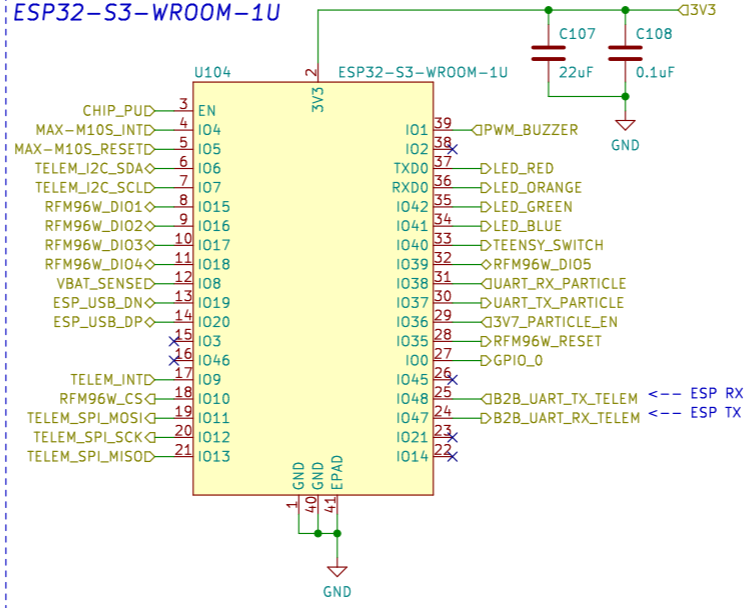 ESP32-S3-WROOM-1U
3V3
C107
22uF
C108
0.1uF
GND
U104
ESP32-S3-WROOM-1U
2
3V3
CHIP_PU 3 EN
MAX-M10S_INT 4 IO4
MAX-M10S_RESET 5 IO5
TELEM_I2C_SDA 6 IO6
TELEM_I2C_SCL 7 IO7
RFM96W_DIO1 8 IO15
RFM96W_DIO2 9 IO16
RFM96W_DIO3 10 IO17
RFM96W_DIO4 11 IO18
VBAT_SENSE 12 IO8
ESP_USB_DN 13 IO19
ESP_USB_DP 14 IO20
15 IO3
16 IO46
TELEM_INT 17 IO9
RFM96W_CS 18 IO10
TELEM_SPI_MOSI 19 IO11
TELEM_SPI_SCK 20 IO12
TELEM_SPI_MISO 21 IO13
IO1 39 PWM_BUZZER
IO2 38
TXD0 37 LED_RED
RXD0 36 LED_ORANGE
IO42 35 LED_GREEN
IO41 34 LED_BLUE
IO40 33 TEENSY_SWITCH
IO39 32 RFM96W_DIO5
IO38 31 UART_RX_PARTICLE
IO37 30 UART_TX_PARTICLE
IO36 29 3V7_PARTICLE_EN
IO35 28 RFM96W_RESET
IO0 27 GPIO_0
IO45 26
IO48 25 B2B_UART_TX_TELEM <-- ESP RX
IO47 24 B2B_UART_RX_TELEM <-- ESP TX
IO21 23
IO14 22
GND
GND
EPAD
1
40
41
GND